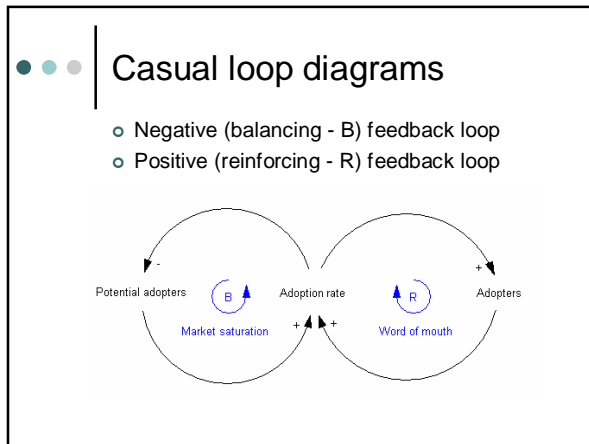 Casual loop diagrams
Negative (balancing - B) feedback loop
Positive (reinforcing - R) feedback loop
-
+
Potential adopters
B
Adoption rate
R
Adopters
Market saturation
+
+
Word of mouth